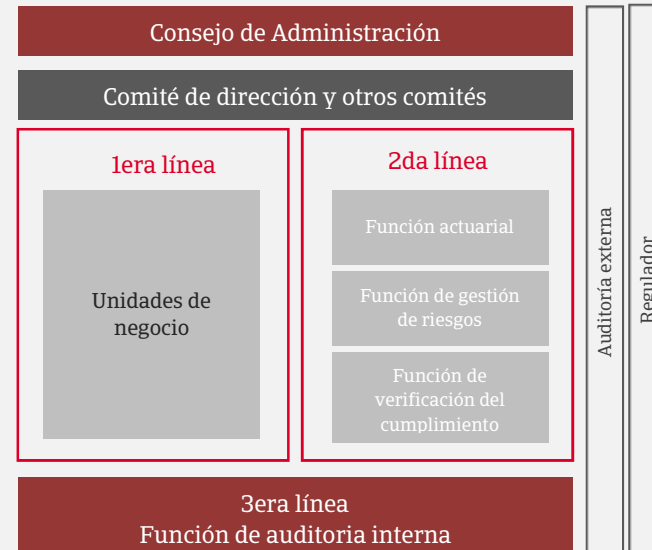 Consejo de Administración
Comité de dirección y otros comités
1era línea
Unidades de
negocio
2da línea
Función actuarial
Función de gestión
de riesgos
Función de
verificación del
cumplimiento
3era línea
Función de auditoria interna
Auditoría externa
Regulador